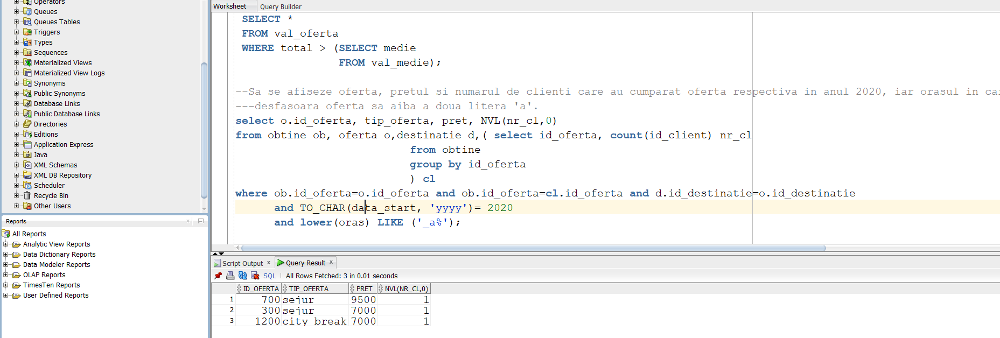 Operators
Queues
Queues Tables
Triggers
Types
Sequences
Materialized Views
Materialized View Logs
Synonyms
Public Synonyms
Database Links
Public Database Links
Directories
Editions
Application Express
Java
XML Schemas
XML DB Repository
Scheduler
Recycle Bin
Other Users
Reports
All Reports
Analytic View Reports
Data Dictionary Reports
Data Modeler Reports
OLAP Reports
TimesTen Reports
User Defined Reports
Worksheet Query Builder
SELECT *
FROM val_oferta
WHERE total > (SELECT medie
FROM val_medie);
--Sa se afiseze oferta, pretul si numarul de clienti care au cumparat oferta respectiva in anul 2020, iar orasul in
---desfasoara oferta sa aiba a doua litera 'a'.
select o.id_oferta, tip_oferta, pret, NVL(nr_cl,0)
from obtine ob, oferta o,destinatie d,( select id_oferta, count(id_client) nr_cl
from obtine
group by id_oferta
) cl
where ob.id_oferta=o.id_oferta and ob.id_oferta=cl.id_oferta and d.id_destinatie=o.id_destinatie
and TO_CHAR(data_start, 'yyyy')= 2020
and lower(oras) LIKE ('_a%');
Script Output × Query Result ×
SQL | All Rows Fetched: 3 in 0.01 seconds
ID_OFERTA TIP_OFERTA PRET NVL(NR_CL,0)
1 700 sejur 9500 1
2 300 sejur 7000 1
3 1200 city break 7000 1